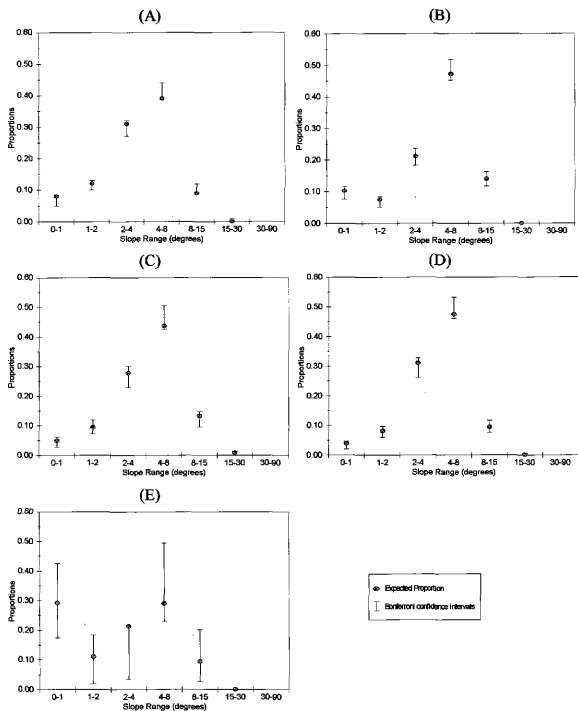 (A)
0.60
0.50
0.40
0.30
0.20
0.10
0.00
Proportions
0-1 1-2 2-4 4-8 8-15 15-30 30-90
Slope Range (degrees)
(B)
0.60
0.50
0.40
0.30
0.20
0.10
0.00
Proportions
0-1 1-2 2-4 4-8 8-15 15-30 30-90
Slope Range (degrees)
(C)
0.60
0.50
0.40
0.30
0.20
0.10
0.00
Proportions
0-1 1-2 2-4 4-8 8-15 15-30 30-90
Slope Range (degrees)
(D)
0.60
0.50
0.40
0.30
0.20
0.10
0.00
Proportions
0-1 1-2 2-4 4-8 8-15 15-30 30-90
Slope Range (degrees)
(E)
0.60
0.50
0.40
0.30
0.20
0.10
0.00
Proportions
0-1 1-2 2-4 4-8 8-15 15-30 30-90
Slope Range (degrees)
Expected Proportion
Bonferroni confidence intervals